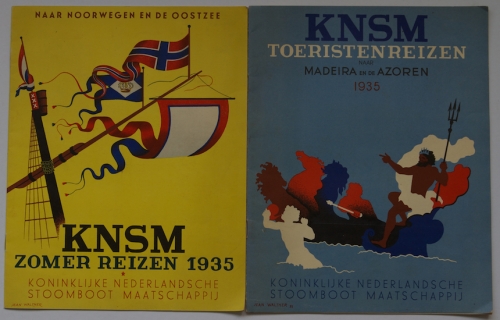 NAAR NOORWEGEN EN DE OOSTZEE
KNSM
ZOMER REIZEN 1935
KONINKLIJKE NEDERLANDSCHE
STOOMBOOT MAATSCHAPPIJ
KNSM
TOERISTENREIZEN
NAAR
MADEIRA EN DE AZOREN
1935
KONINKLIJKE NEDERLANDSCHE
STOOMBOOT MAATSCHAPPIJ